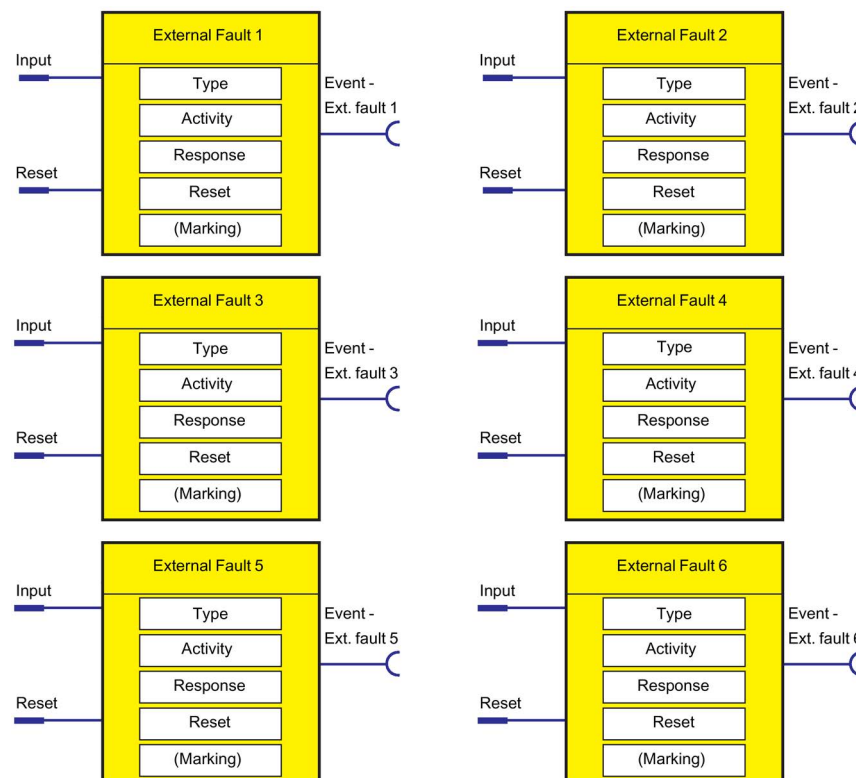 External Fault 1
Input
Type
Event -
Activity
Ext. fault 1
Response
Reset
Reset
(Marking)
External Fault 2
Input
Type
Event -
Activity
Ext. fault 2
Response
Reset
Reset
(Marking)
External Fault 3
Input
Type
Event -
Activity
Ext. fault 3
Response
Reset
Reset
(Marking)
External Fault 4
Input
Type
Event -
Activity
Ext. fault 4
Response
Reset
Reset
(Marking)
External Fault 5
Input
Type
Event -
Activity
Ext. fault 5
Response
Reset
Reset
(Marking)
External Fault 6
Input
Type
Event -
Activity
Ext. fault 6
Response
Reset
Reset
(Marking)